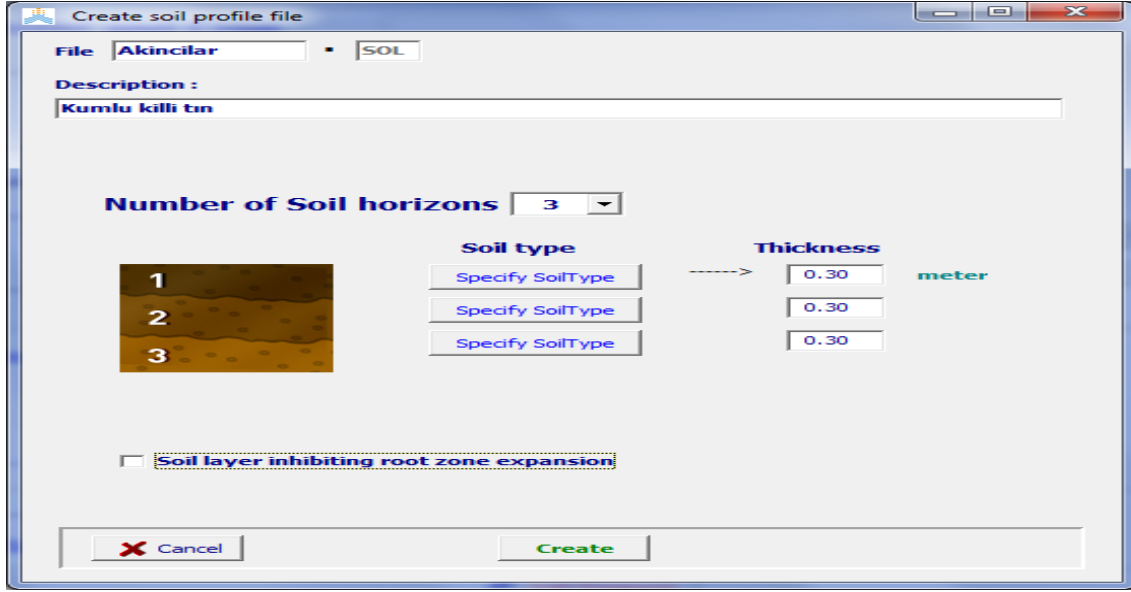 Create soil profile file
File Akincilar . SOL
Description :
Kumlu killi tın
Number of Soil horizons 3
Soil type Thickness
1 Specify SoilType ------> 0.30 meter
2 Specify SoilType 0.30
3 Specify SoilType 0.30
Soil layer inhibiting root zone expansion
Cancel Create